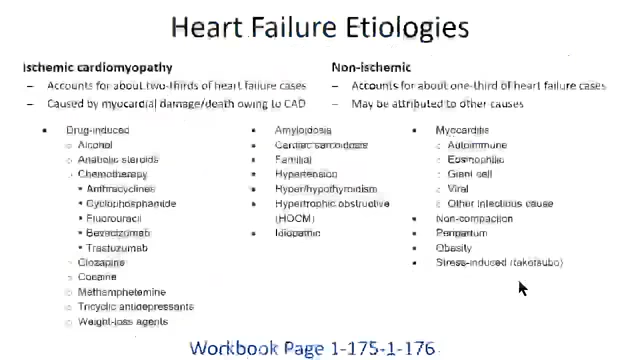 Heart Failure Etiologies
Ischemic cardiomyopathy
– Accounts for about two-thirds of heart failure cases
– Caused by myocardial damage/death owing to CAD
Non-ischemic
– Accounts for about one-third of heart failure cases
– May be attributed to other causes
• Drug-induced
○ Alcohol
○ Anabolic steroids
○ Chemotherapy
• Anthracyclines
• Cyclophosphamide
• Fluorouracil
• Bevacizumab
• Trastuzumab
○ Clozapine
○ Cocaine
○ Methamphetamine
○ Tricyclic antidepressants
○ Weight-loss agents
• Amyloidosis
• Cardiac sarcoidosis
• Familial
• Hypertension
• Hyper/hypothyroidism
• Hypertrophic obstructive
(HOCM)
• Idiopathic
• Myocarditis
○ Autoimmune
○ Eosinophilic
○ Giant cell
○ Viral
○ Other infectious cause
• Non-compaction
• Peripartum
• Obesity
• Stress-induced (takotsubo)
Workbook Page 1-175-1-176